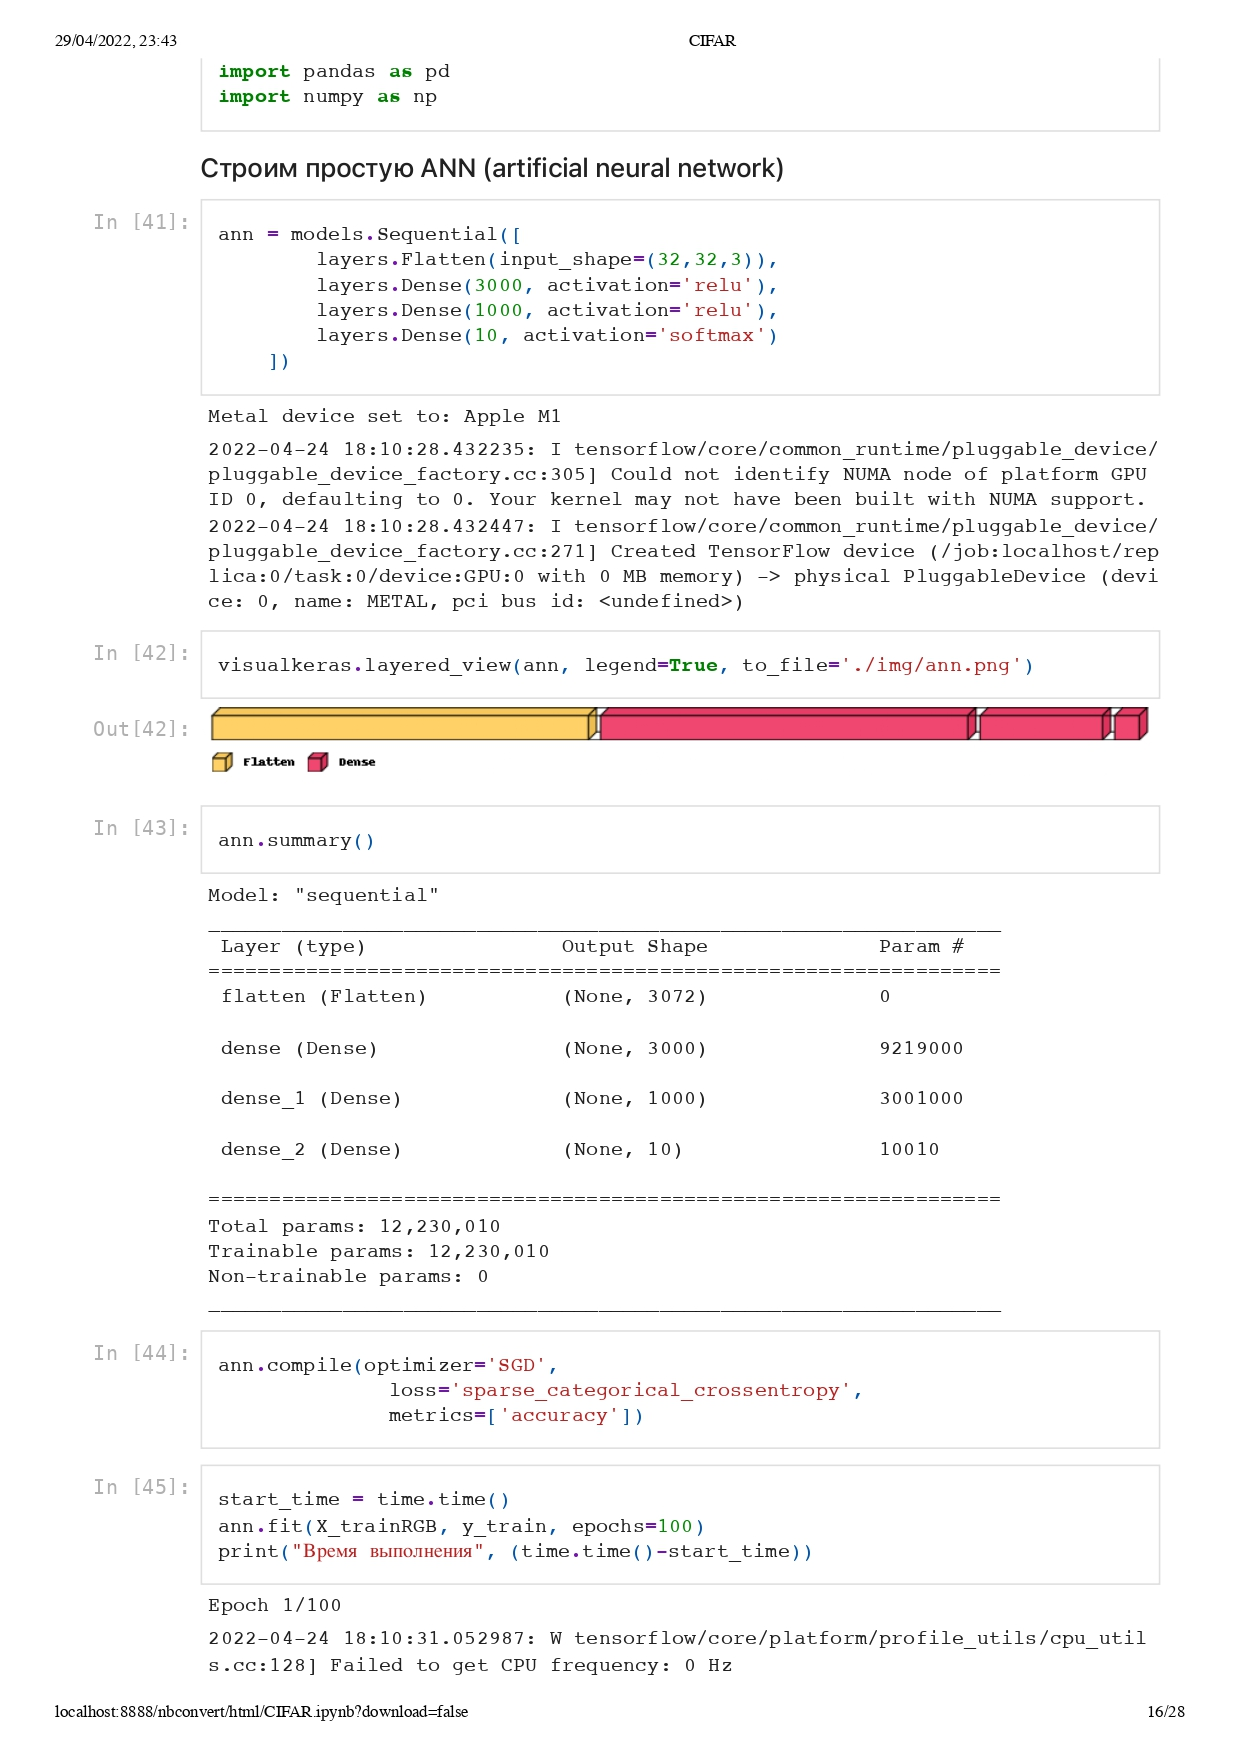 29/04/2022, 23:43
CIFAR
import pandas as pd
import numpy as np
Строим простую ANN (artificial neural network)
In [41]:
ann = models.Sequential([
layers.Flatten(input_shape=(32,32,3)),
layers.Dense(3000, activation='relu'),
layers.Dense(1000, activation='relu'),
layers.Dense(10, activation='softmax')
])
Metal device set to: Apple M1
2022-04-24 18:10:28.432235: I tensorflow/core/common_runtime/pluggable_device/
pluggable_device_factory.cc:305] Could not identify NUMA node of platform GPU
ID 0, defaulting to 0. Your kernel may not have been built with NUMA support.
2022-04-24 18:10:28.432447: I tensorflow/core/common_runtime/pluggable_device/
pluggable_device_factory.cc:271] Created TensorFlow device (/job:localhost/rep
lica:0/task:0/device:GPU:0 with 0 MB memory) -> physical PluggableDevice (devi
ce: 0, name: METAL, pci bus id: <undefined>)
In [42]:
visualkeras.layered_view(ann, legend=True, to_file='./img/ann.png')
Out[42]:
Flatten Dense
In [43]:
ann.summary()
Model: "sequential"
_________________________________________________________________
Layer (type) Output Shape Param #
=================================================================
flatten (Flatten) (None, 3072) 0
dense (Dense) (None, 3000) 9219000
dense_1 (Dense) (None, 1000) 3001000
dense_2 (Dense) (None, 10) 10010
=================================================================
Total params: 12,230,010
Trainable params: 12,230,010
Non-trainable params: 0
_________________________________________________________________
In [44]:
ann.compile(optimizer='SGD',
loss='sparse_categorical_crossentropy',
metrics=['accuracy'])
In [45]:
start_time = time.time()
ann.fit(X_trainRGB, y_train, epochs=100)
print("Время выполнения", (time.time()-start_time))
Epoch 1/100
2022-04-24 18:10:31.052987: W tensorflow/core/platform/profile_utils/cpu_util
s.cc:128] Failed to get CPU frequency: 0 Hz
localhost:8888/nbconvert/html/CIFAR.ipynb?download=false
16/28